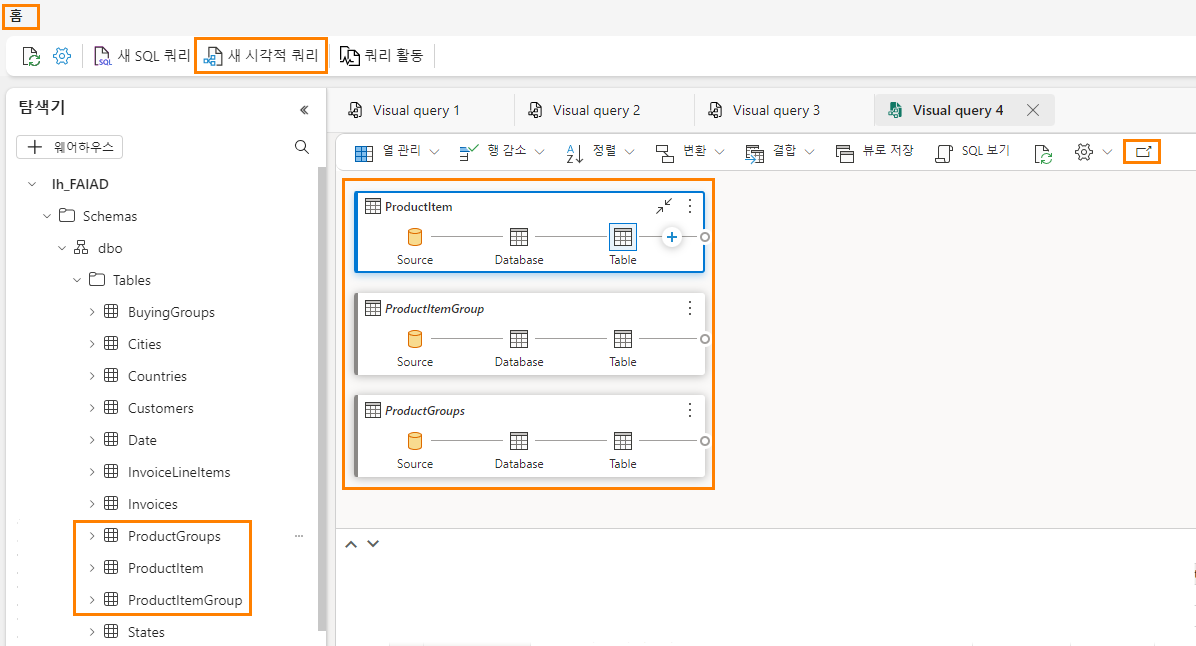 홈
새 SQL 쿼리
새 시각적 쿼리
쿼리 활동
탐색기
웨어하우스
lh_FAIAD
Schemas
dbo
Tables
BuyingGroups
Cities
Countries
Customers
Date
InvoiceLineItems
Invoices
ProductGroups
ProductItem
ProductItemGroup
States
Visual query 1
Visual query 2
Visual query 3
Visual query 4
열 관리
행 감소
정렬
변환
결합
뷰로 저장
SQL 보기
ProductItem
Source
Database
Table
ProductItemGroup
Source
Database
Table
ProductGroups
Source
Database
Table